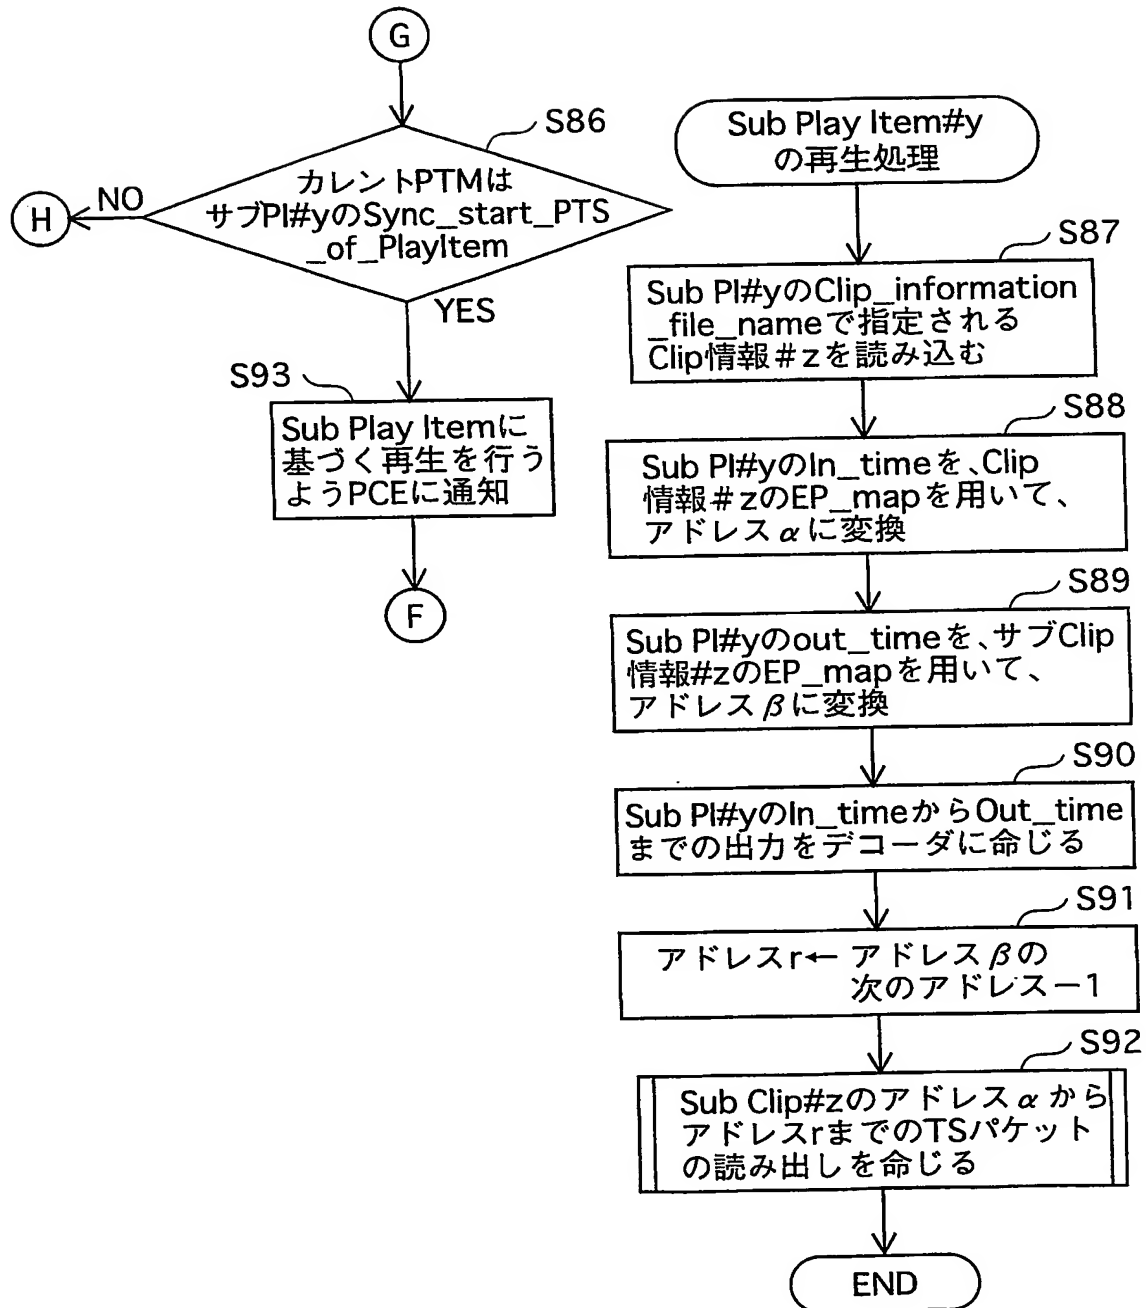 G
S86
カレントPTMは
サブPI#yのSync_start_PTS
_of_PlayItem
NO
H
YES
S93
Sub Play Itemに
基づく再生を行う
ようPCEに通知
F
Sub Play Item#y
の再生処理
S87
Sub PI#yのClip_information
_file_nameで指定される
Clip情報#zを読み込む
S88
Sub PI#yのIn_timeを、Clip
情報#zのEP_mapを用いて、
アドレスαに変換
S89
Sub PI#yのout_timeを、サブClip
情報#zのEP_mapを用いて、
アドレスβに変換
S90
Sub PI#yのIn_timeからOut_time
までの出力をデコーダに命じる
S91
アドレスr← アドレスβの
次のアドレスー1
S92
Sub Clip#zのアドレスαから
アドレスrまでのTSパケット
の読み出しを命じる
END